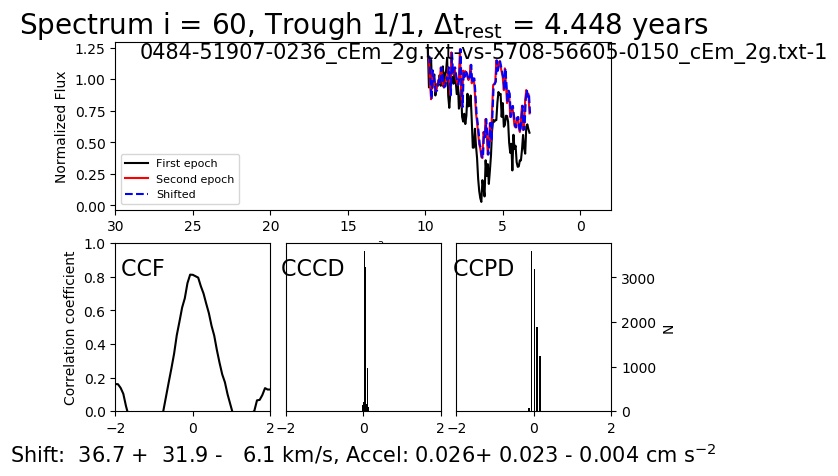 Spectrum i = 60, Trough 1/1, Δt_rest = 4.448 years
0484-51907-0236_cEm_2g.txt-vs-5708-56605-0150_cEm_2g.txt-1
Normalized Flux
1.25
1.00
0.75
0.50
0.25
0.00
First epoch
Second epoch
Shifted
30 25 20 15 10 5 0
Correlation coefficient
1.0
0.8
0.6
0.4
0.2
0.0
CCF
CCCD
CCPD
3000
2000
1000
0
N
−2 0 2
−2 0 2
−2 0 2
Shift: 36.7 + 31.9 - 6.1 km/s, Accel: 0.026+ 0.023 - 0.004 cm s⁻²